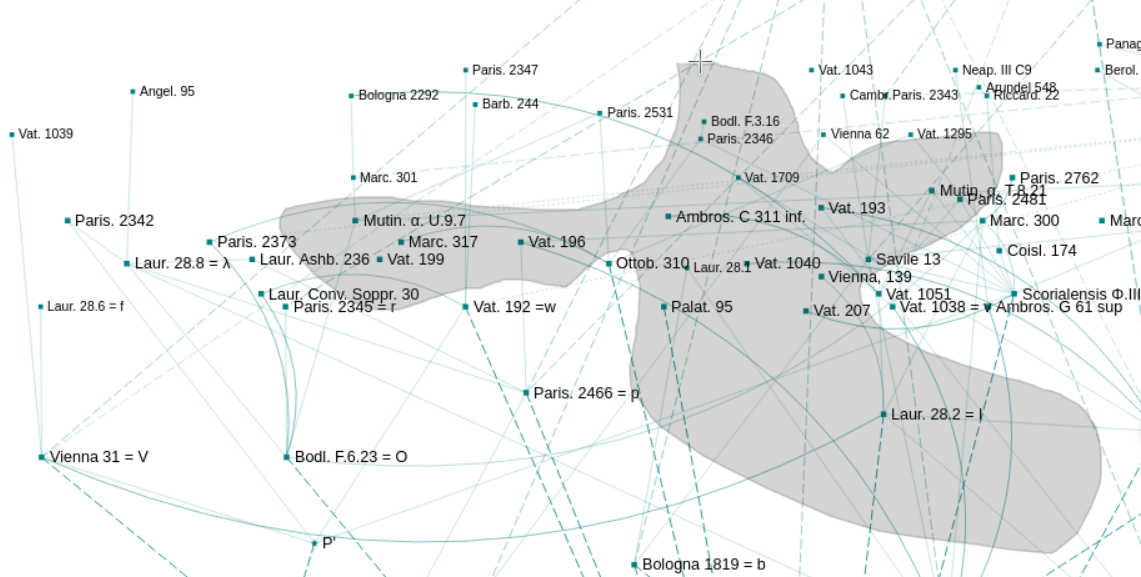 Panag
Paris. 2347
Vat. 1043
Neap. III C9
Berol.
Angel. 95
Bologna 2292
Barb. 244
Cambr.
Paris. 2343
Arundel 548
Riccard. 22
Paris. 2531
Bodl. F.3.16
Vat. 1039
Paris. 2346
Vienna 62
Vat. 1295
Marc. 301
Vat. 1709
Paris. 2762
Mutin. α. T.8.21
Paris. 2481
Paris. 2342
Mutin. α. U.9.7
Ambros. C 311 inf.
Vat. 193
Marc. 300
Marc
Paris. 2373
Marc. 317
Vat. 196
Coisl. 174
Laur. 28.8 = λ
Laur. Ashb. 236
Vat. 199
Ottob. 310
Laur. 28.1
Vat. 1040
Savile 13
Vienna, 139
Laur. Conv. Soppr. 30
Vat. 1051
Scorialensis Φ.III
Laur. 28.6 = f
Paris. 2345 = r
Vat. 192 =w
Palat. 95
Vat. 207
Vat. 1038 = v
Ambros. G 61 sup
Paris. 2466 = p
Laur. 28.2 = l
Vienna 31 = V
Bodl. F.6.23 = O
P'
Bologna 1819 = b